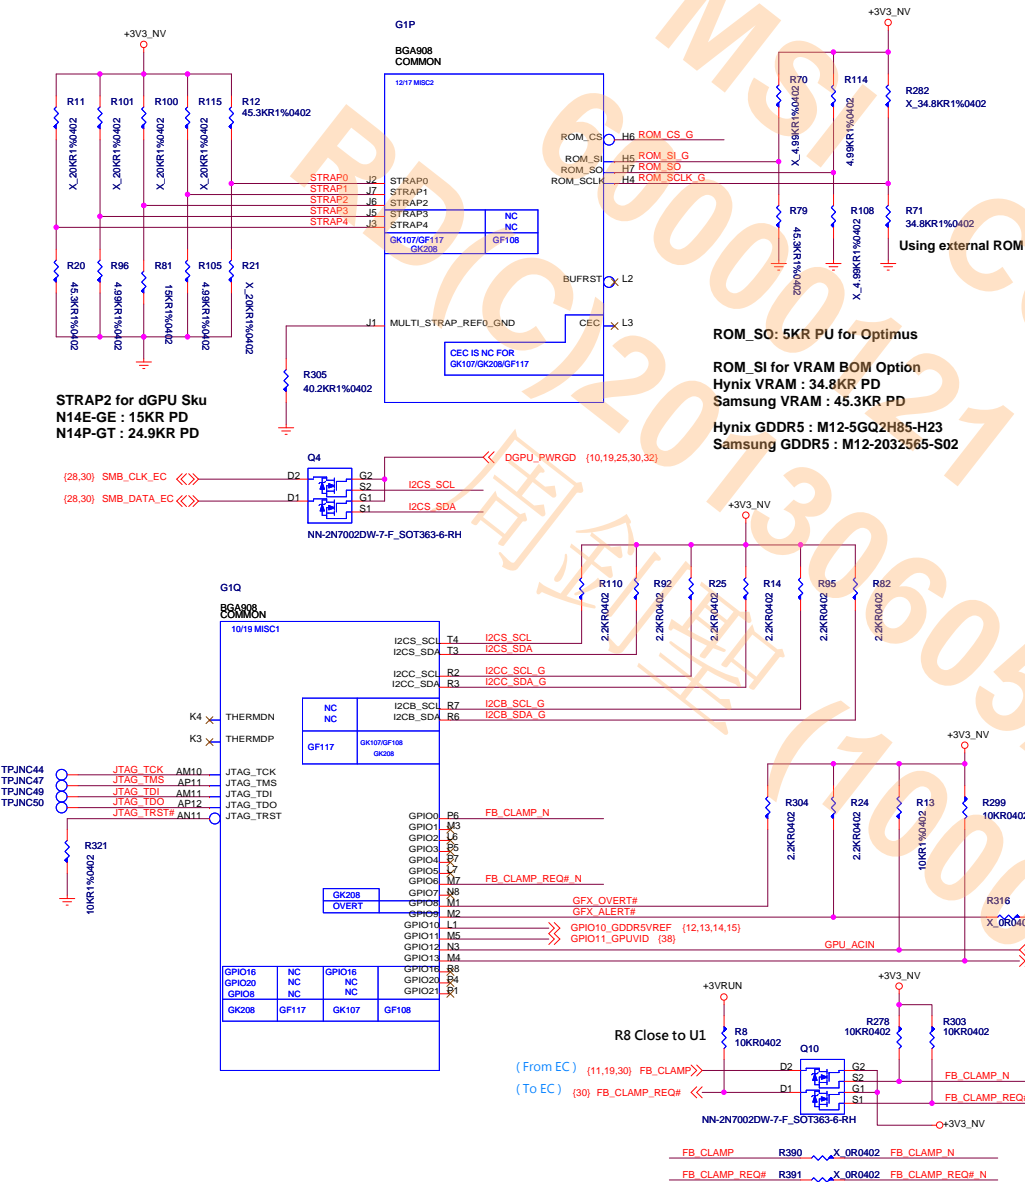 +3V3_NV
G1P
BGA908
COMMON
12/17 MISC2
+3V3_NV
R11
X_20KR1%0402
R101
X_20KR1%0402
R100
X_20KR1%0402
R115
X_20KR1%0402
R12
45.3KR1%0402
R70
X_4.99KR1%0402
R114
4.99KR1%0402
R282
X_34.8KR1%0402
ROM_CS H6 ROM_CS_G
ROM_SI H5 ROM_SI_G
ROM_SO H7 ROM_SO
ROM_SCLK H4 ROM_SCLK_G
STRAP0 J2 STRAP0
STRAP1 J7 STRAP1
STRAP2 J6 STRAP2
STRAP3 J5 STRAP3
STRAP4 J3 STRAP4
NC
NC
GK107/GF117
GK208
GF108
R79
45.3KR1%0402
R108
X_4.99KR1%0402
R71
34.8KR1%0402
Using external ROM
R20
45.3KR1%0402
R96
4.99KR1%0402
R81
15KR1%0402
R105
4.99KR1%0402
R21
X_20KR1%0402
BUFRST L2
J1 MULTI_STRAP_REF0_GND
CEC L3
CEC IS NC FOR
GK107/GK208/GF117
R305
40.2KR1%0402
ROM_SO: 5KR PU for Optimus
ROM_SI for VRAM BOM Option
Hynix VRAM : 34.8KR PD
Samsung VRAM : 45.3KR PD
Hynix GDDR5 : M12-5GQ2H85-H23
Samsung GDDR5 : M12-2032565-S02
STRAP2 for dGPU Sku
N14E-GE : 15KR PD
N14P-GT : 24.9KR PD
Q4
DGPU_PWRGD {10,19,25,30,32}
{28,30} SMB_CLK_EC
D2
G2
S2
I2CS_SCL
{28,30} SMB_DATA_EC
D1
G1
S1
I2CS_SDA
NN-2N7002DW-7-F_SOT363-6-RH
+3V3_NV
R110
2.2KR0402
R92
2.2KR0402
R25
2.2KR0402
R14
2.2KR0402
R95
2.2KR0402
R82
2.2KR0402
G1Q
BGA908
COMMON
10/19 MISC1
I2CS_SCL T4 I2CS_SCL
I2CS_SDA T3 I2CS_SDA
I2CC_SCL R2 I2CC_SCL_G
I2CC_SDA R3 I2CC_SDA_G
I2CB_SCL R7 I2CB_SCL_G
I2CB_SDA R6 I2CB_SDA_G
NC
NC
GF117
GK107/GF108
GK208
K4 THERMDN
K3 THERMDP
TPJNC44 JTAG_TCK AM10 JTAG_TCK
TPJNC47 JTAG_TMS AP11 JTAG_TMS
TPJNC49 JTAG_TDI AM11 JTAG_TDI
TPJNC50 JTAG_TDO AP12 JTAG_TDO
JTAG_TRST# AN11 JTAG_TRST
R321
10KR1%0402
+3V3_NV
R304
2.2KR0402
R24
2.2KR0402
R13
10KR1%0402
R299
10KR0402
GPIO0 P6 FB_CLAMP_N
GPIO1 M3
GPIO2 L6
GPIO3 P5
GPIO4 P7
GPIO5 L7
GPIO6 M7 FB_CLAMP_REQ#_N
GPIO7 N8
GPIO8 M1 GFX_OVERT#
GPIO9 M2 GFX_ALERT#
GPIO10 L1 GPIO10_GDDR5VREF {12,13,14,15}
GPIO11 M5 GPIO11_GPUVID {38}
GPIO12 N3 GPU_ACIN
GPIO13 M4
GPIO16 R8
GPIO20 P4
GPIO21 P1
GK208
OVERT
R316
X_0R040
GPIO16 NC GPIO16
GPIO20 NC NC
GPIO8 NC NC
GK208 GF117 GK107 GF108
+3VRUN
+3V3_NV
R8 Close to U1
R8
10KR0402
R278
10KR0402
R303
10KR0402
Q10
( From EC ) {11,19,30} FB_CLAMP
D2
G2
S2
FB_CLAMP_N
( To EC ) {30} FB_CLAMP_REQ#
D1
G1
S1
FB_CLAMP_REQ
NN-2N7002DW-7-F_SOT363-6-RH
+3V3_NV
FB_CLAMP R390 X_0R0402 FB_CLAMP_N
FB_CLAMP_REQ# R391 X_0R0402 FB_CLAMP_REQ#_N
MSI